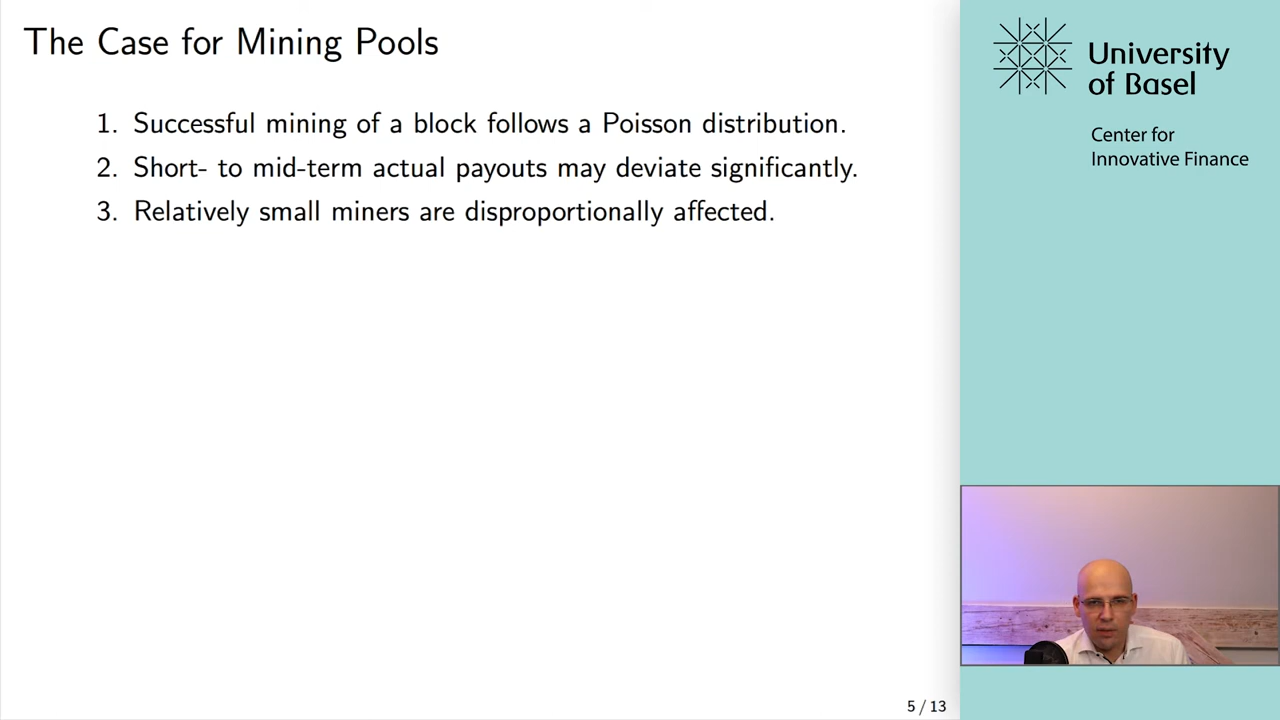 The Case for Mining Pools
1. Successful mining of a block follows a Poisson distribution.
2. Short- to mid-term actual payouts may deviate significantly.
3. Relatively small miners are disproportionally affected.
5 / 13
University
of Basel
Center for
Innovative Finance